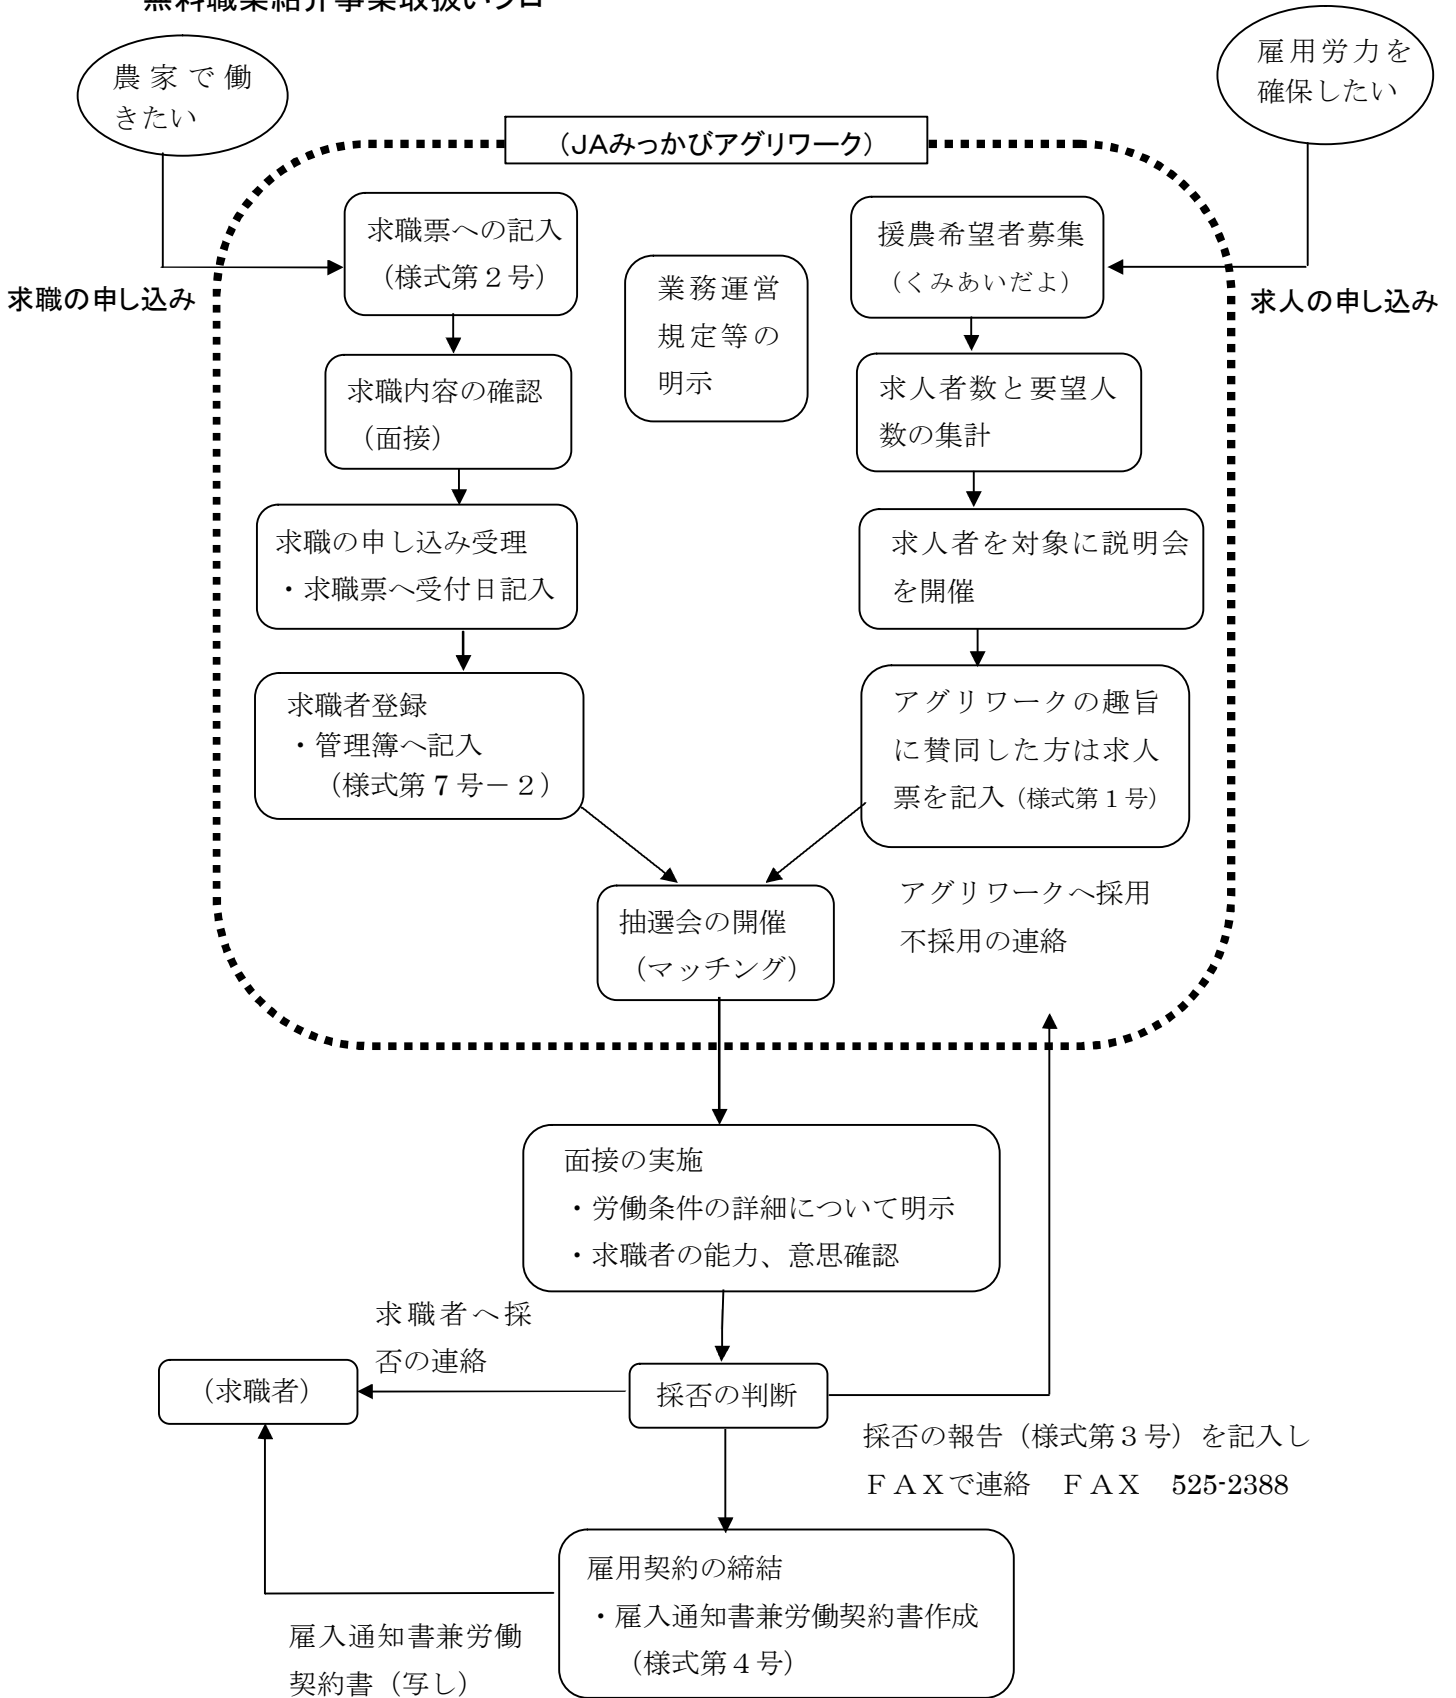 無料職業紹介事業取扱いフロー
農家で働
きたい
雇用労力を
確保したい
(JAみっかびアグリワーク)
求職の申し込み
求人の申し込み
求職票への記入
（様式第２号）
求職内容の確認
（面接）
求職の申し込み受理
・求職票へ受付日記入
求職者登録
・管理簿へ記入
（様式第７号－２）
業務運営
規定等の
明示
援農希望者募集
（くみあいだよ）
求人者数と要望人
数の集計
求人者を対象に説明会
を開催
アグリワークの趣旨
に賛同した方は求人
票を記入（様式第１号）
抽選会の開催
（マッチング）
アグリワークへ採用
不採用の連絡
面接の実施
・労働条件の詳細について明示
・求職者の能力、意思確認
求職者へ採
否の連絡
（求職者）
採否の判断
採否の報告（様式第３号）を記入し
ＦＡＸで連絡　ＦＡＸ　525-2388
雇用契約の締結
・雇入通知書兼労働契約書作成
（様式第４号）
雇入通知書兼労働
契約書（写し）